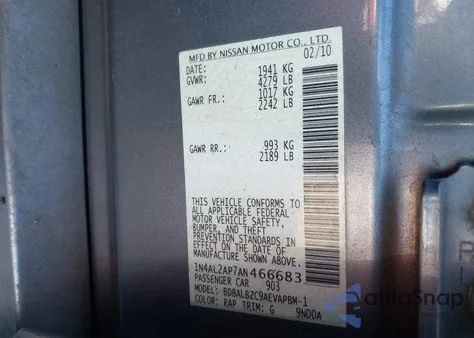 MFD BY NISSAN MOTOR CO., LTD.
DATE: 02/10
GVWR: 1941 KG
4279 LB
GAWR FR.: 1017 KG
2242 LB
GAWR RR.: 993 KG
2189 LB
THIS VEHICLE CONFORMS TO
ALL APPLICABLE FEDERAL
MOTOR VEHICLE SAFETY,
BUMPER, AND THEFT
PREVENTION STANDARDS IN
EFFECT ON THE DATE OF
MANUFACTURE SHOWN ABOVE.
1N4AL2AP7AN466683
PASSENGER CAR 903
MODEL: BDBALBZC9AEVAPBM-1
COLOR: RAP TRIM: G 9N0DA
AutoSnap